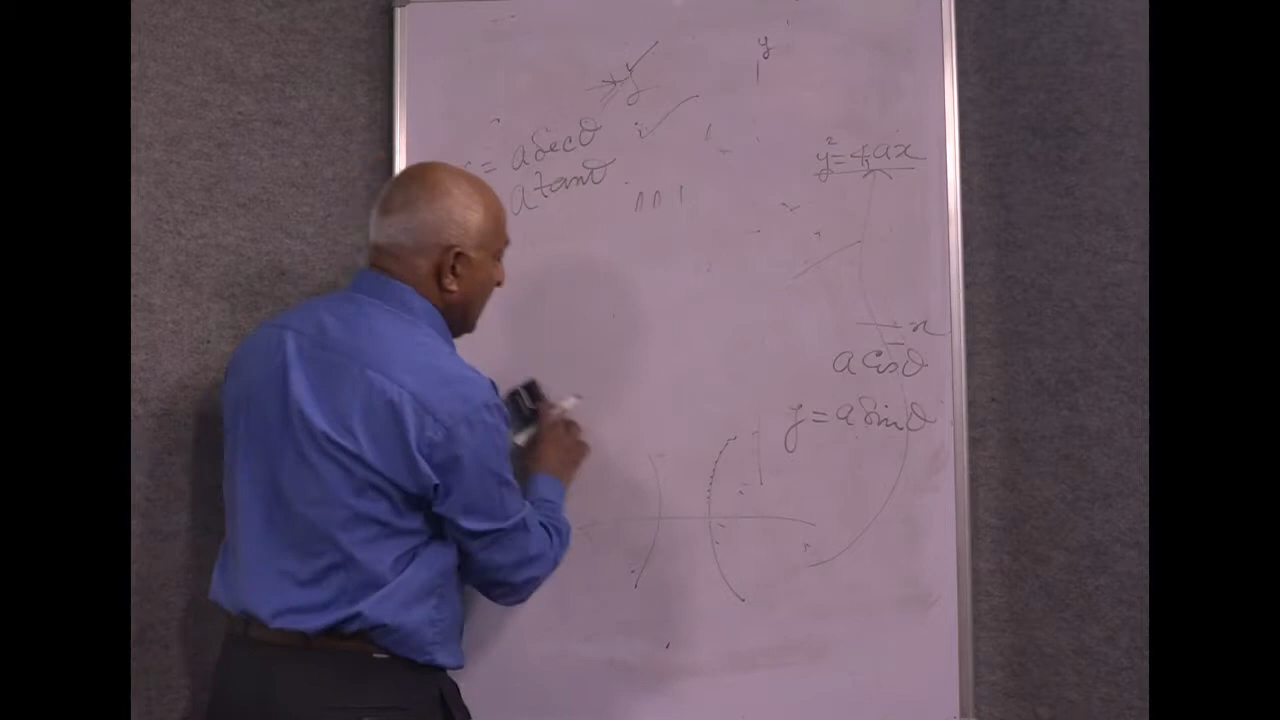 y
= a Sec θ
a tan θ
y² = 4ax
x
a Cos θ
y = a Sin θ